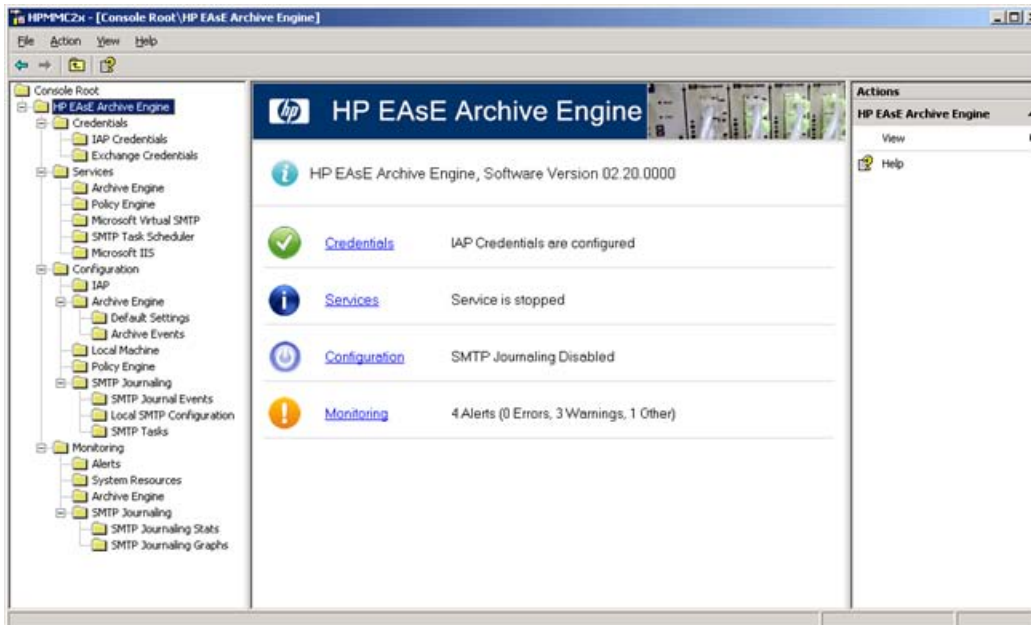 HPMMC2x - [Console Root\HP EAsE Archive Engine]
File Action View Help
Console Root
HP EAsE Archive Engine
Credentials
IAP Credentials
Exchange Credentials
Services
Archive Engine
Policy Engine
Microsoft Virtual SMTP
SMTP Task Scheduler
Microsoft IIS
Configuration
IAP
Archive Engine
Default Settings
Archive Events
Local Machine
Policy Engine
SMTP Journaling
SMTP Journal Events
Local SMTP Configuration
SMTP Tasks
Monitoring
Alerts
System Resources
Archive Engine
SMTP Journaling
SMTP Journaling Stats
SMTP Journaling Graphs
hp HP EAsE Archive Engine
HP EAsE Archive Engine, Software Version 02.20.0000
Credentials IAP Credentials are configured
Services Service is stopped
Configuration SMTP Journaling Disabled
Monitoring 4 Alerts (0 Errors, 3 Warnings, 1 Other)
Actions
HP EAsE Archive Engine
View
Help